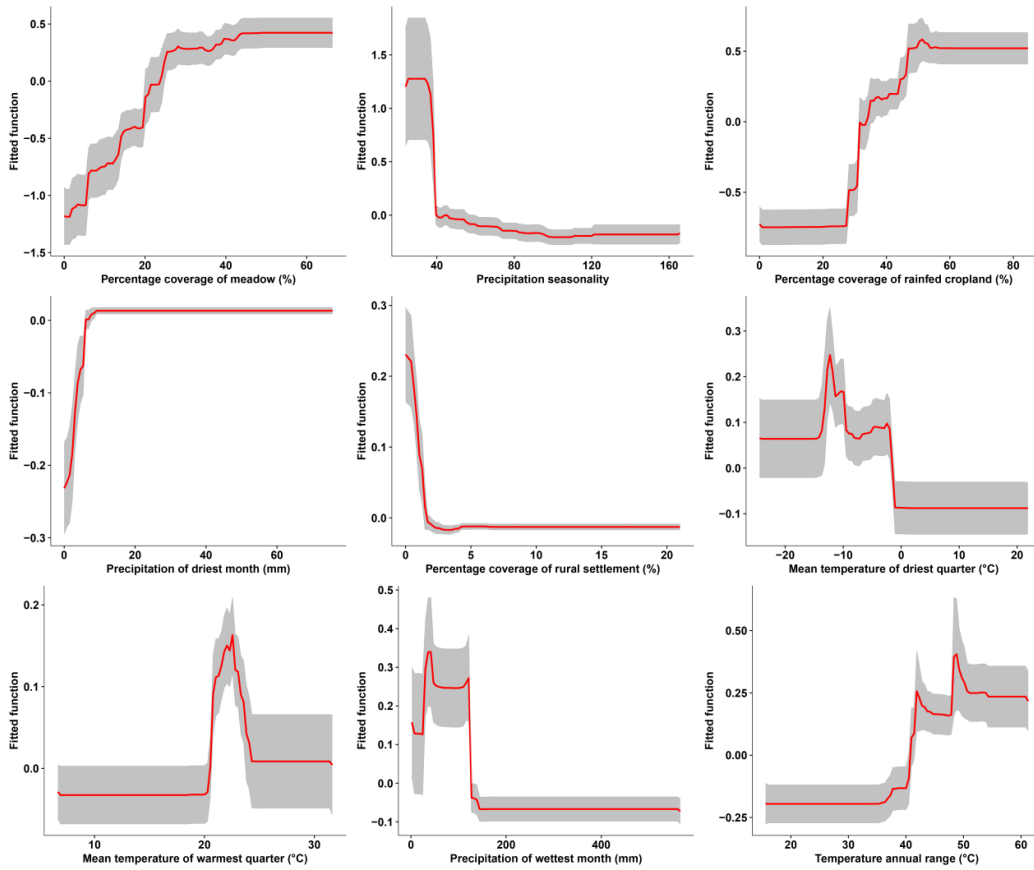 0.5
0.0
−0.5
−1.0
−1.5
Fitted function
0 20 40 60
Percentage coverage of meadow (%)
1.5
1.0
0.5
0.0
Fitted function
40 80 120 160
Precipitation seasonality
0.5
0.0
−0.5
Fitted function
0 20 40 60 80
Percentage coverage of rainfed cropland (%)
0.0
−0.1
−0.2
−0.3
Fitted function
0 20 40 60
Precipitation of driest month (mm)
0.3
0.2
0.1
0.0
Fitted function
0 5 10 15 20
Percentage coverage of rural settlement (%)
0.3
0.2
0.1
0.0
−0.1
Fitted function
−20 −10 0 10 20
Mean temperature of driest quarter (°C)
0.2
0.1
0.0
Fitted function
10 20 30
Mean temperature of warmest quarter (°C)
0.5
0.4
0.3
0.2
0.1
0.0
−0.1
Fitted function
0 200 400
Precipitation of wettest month (mm)
0.50
0.25
0.00
−0.25
Fitted function
20 30 40 50 60
Temperature annual range (°C)